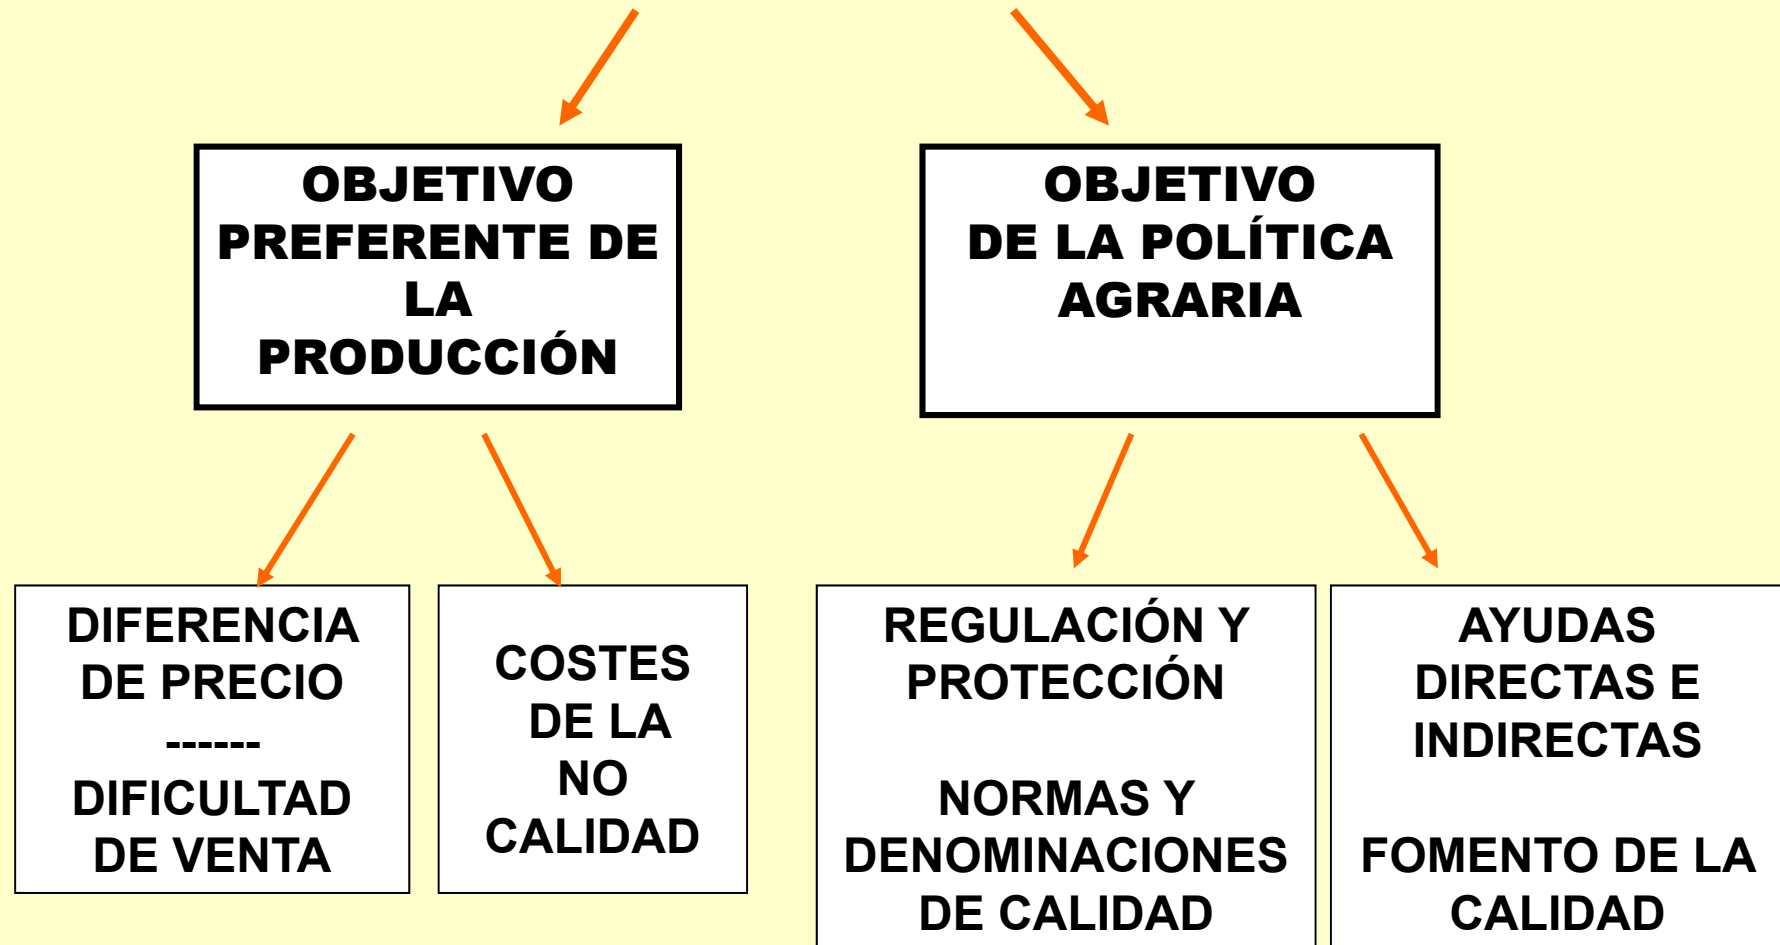 OBJETIVO
PREFERENTE DE
LA
PRODUCCIÓN
OBJETIVO
DE LA POLÍTICA
AGRARIA
DIFERENCIA
DE PRECIO
------
DIFICULTAD
DE VENTA
COSTES
DE LA
NO
CALIDAD
REGULACIÓN Y
PROTECCIÓN
NORMAS Y
DENOMINACIONES
DE CALIDAD
AYUDAS
DIRECTAS E
INDIRECTAS
FOMENTO DE LA
CALIDAD